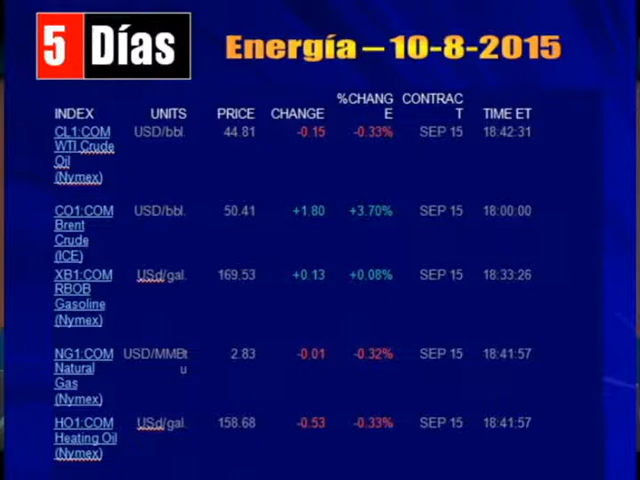 5 Días
Energía – 10-8-2015
INDEX UNITS PRICE CHANGE %CHANG
E CONTRAC
T TIME ET
CL1:COM USD/bbl. 44.81 -0.15 -0.33% SEP 15 18:42:31
WTI Crude
Oil
(Nymex)
CO1:COM USD/bbl. 50.41 +1.80 +3.70% SEP 15 18:00:00
Brent
Crude
(ICE)
XB1:COM USd/gal. 169.53 +0.13 +0.08% SEP 15 18:33:26
RBOB
Gasoline
(Nymex)
NG1:COM USD/MMBt
u 2.83 -0.01 -0.32% SEP 15 18:41:57
Natural
Gas
(Nymex)
HO1:COM USd/gal. 158.68 -0.53 -0.33% SEP 15 18:41:57
Heating Oil
(Nymex)